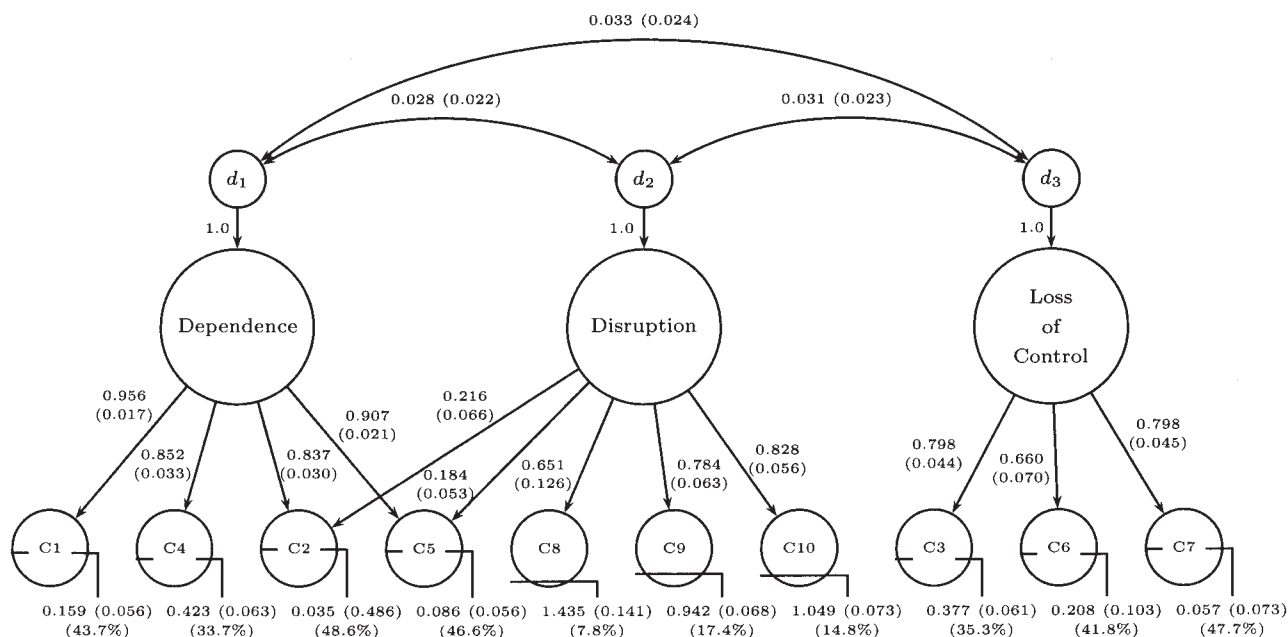 0.033 (0.024)
0.028 (0.022)
0.031 (0.023)
d1
d2
d3
1.0
1.0
1.0
Dependence
Disruption
Loss
of
Control
0.956
(0.017)
0.852
(0.033)
0.837
(0.030)
0.907
(0.021)
0.216
(0.066)
0.184
(0.053)
0.651
(0.126)
0.784
(0.063)
0.828
(0.056)
0.798
(0.044)
0.660
(0.070)
0.798
(0.045)
C1 C4 C2 C5 C8 C9 C10 C3 C6 C7
0.159 (0.056) 0.423 (0.063) 0.035 (0.486) 0.086 (0.056) 1.435 (0.141) 0.942 (0.068) 1.049 (0.073) 0.377 (0.061) 0.208 (0.103) 0.057 (0.073)
(43.7%) (33.7%) (48.6%) (46.6%) (7.8%) (17.4%) (14.8%) (35.3%) (41.8%) (47.7%)